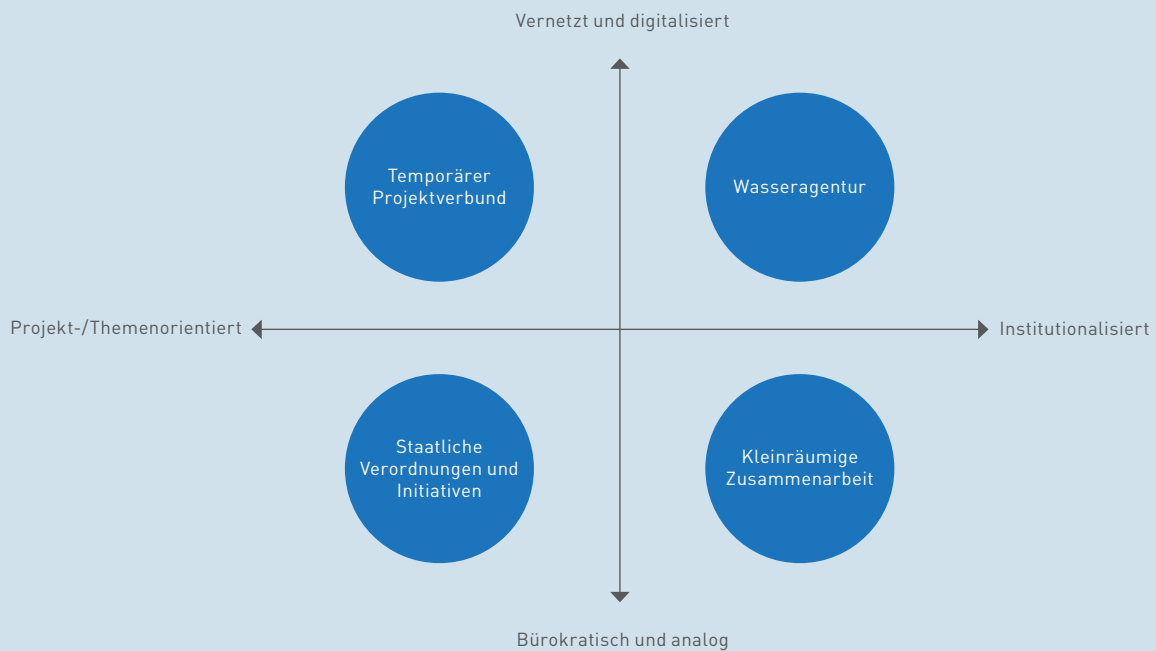 Vernetzt und digitalisiert
Temporärer
Projektverbund
Wasseragentur
Projekt-/Themenorientiert
Institutionalisiert
Staatliche
Verordnungen und
Initiativen
Kleinräumige
Zusammenarbeit
Bürokratisch und analog